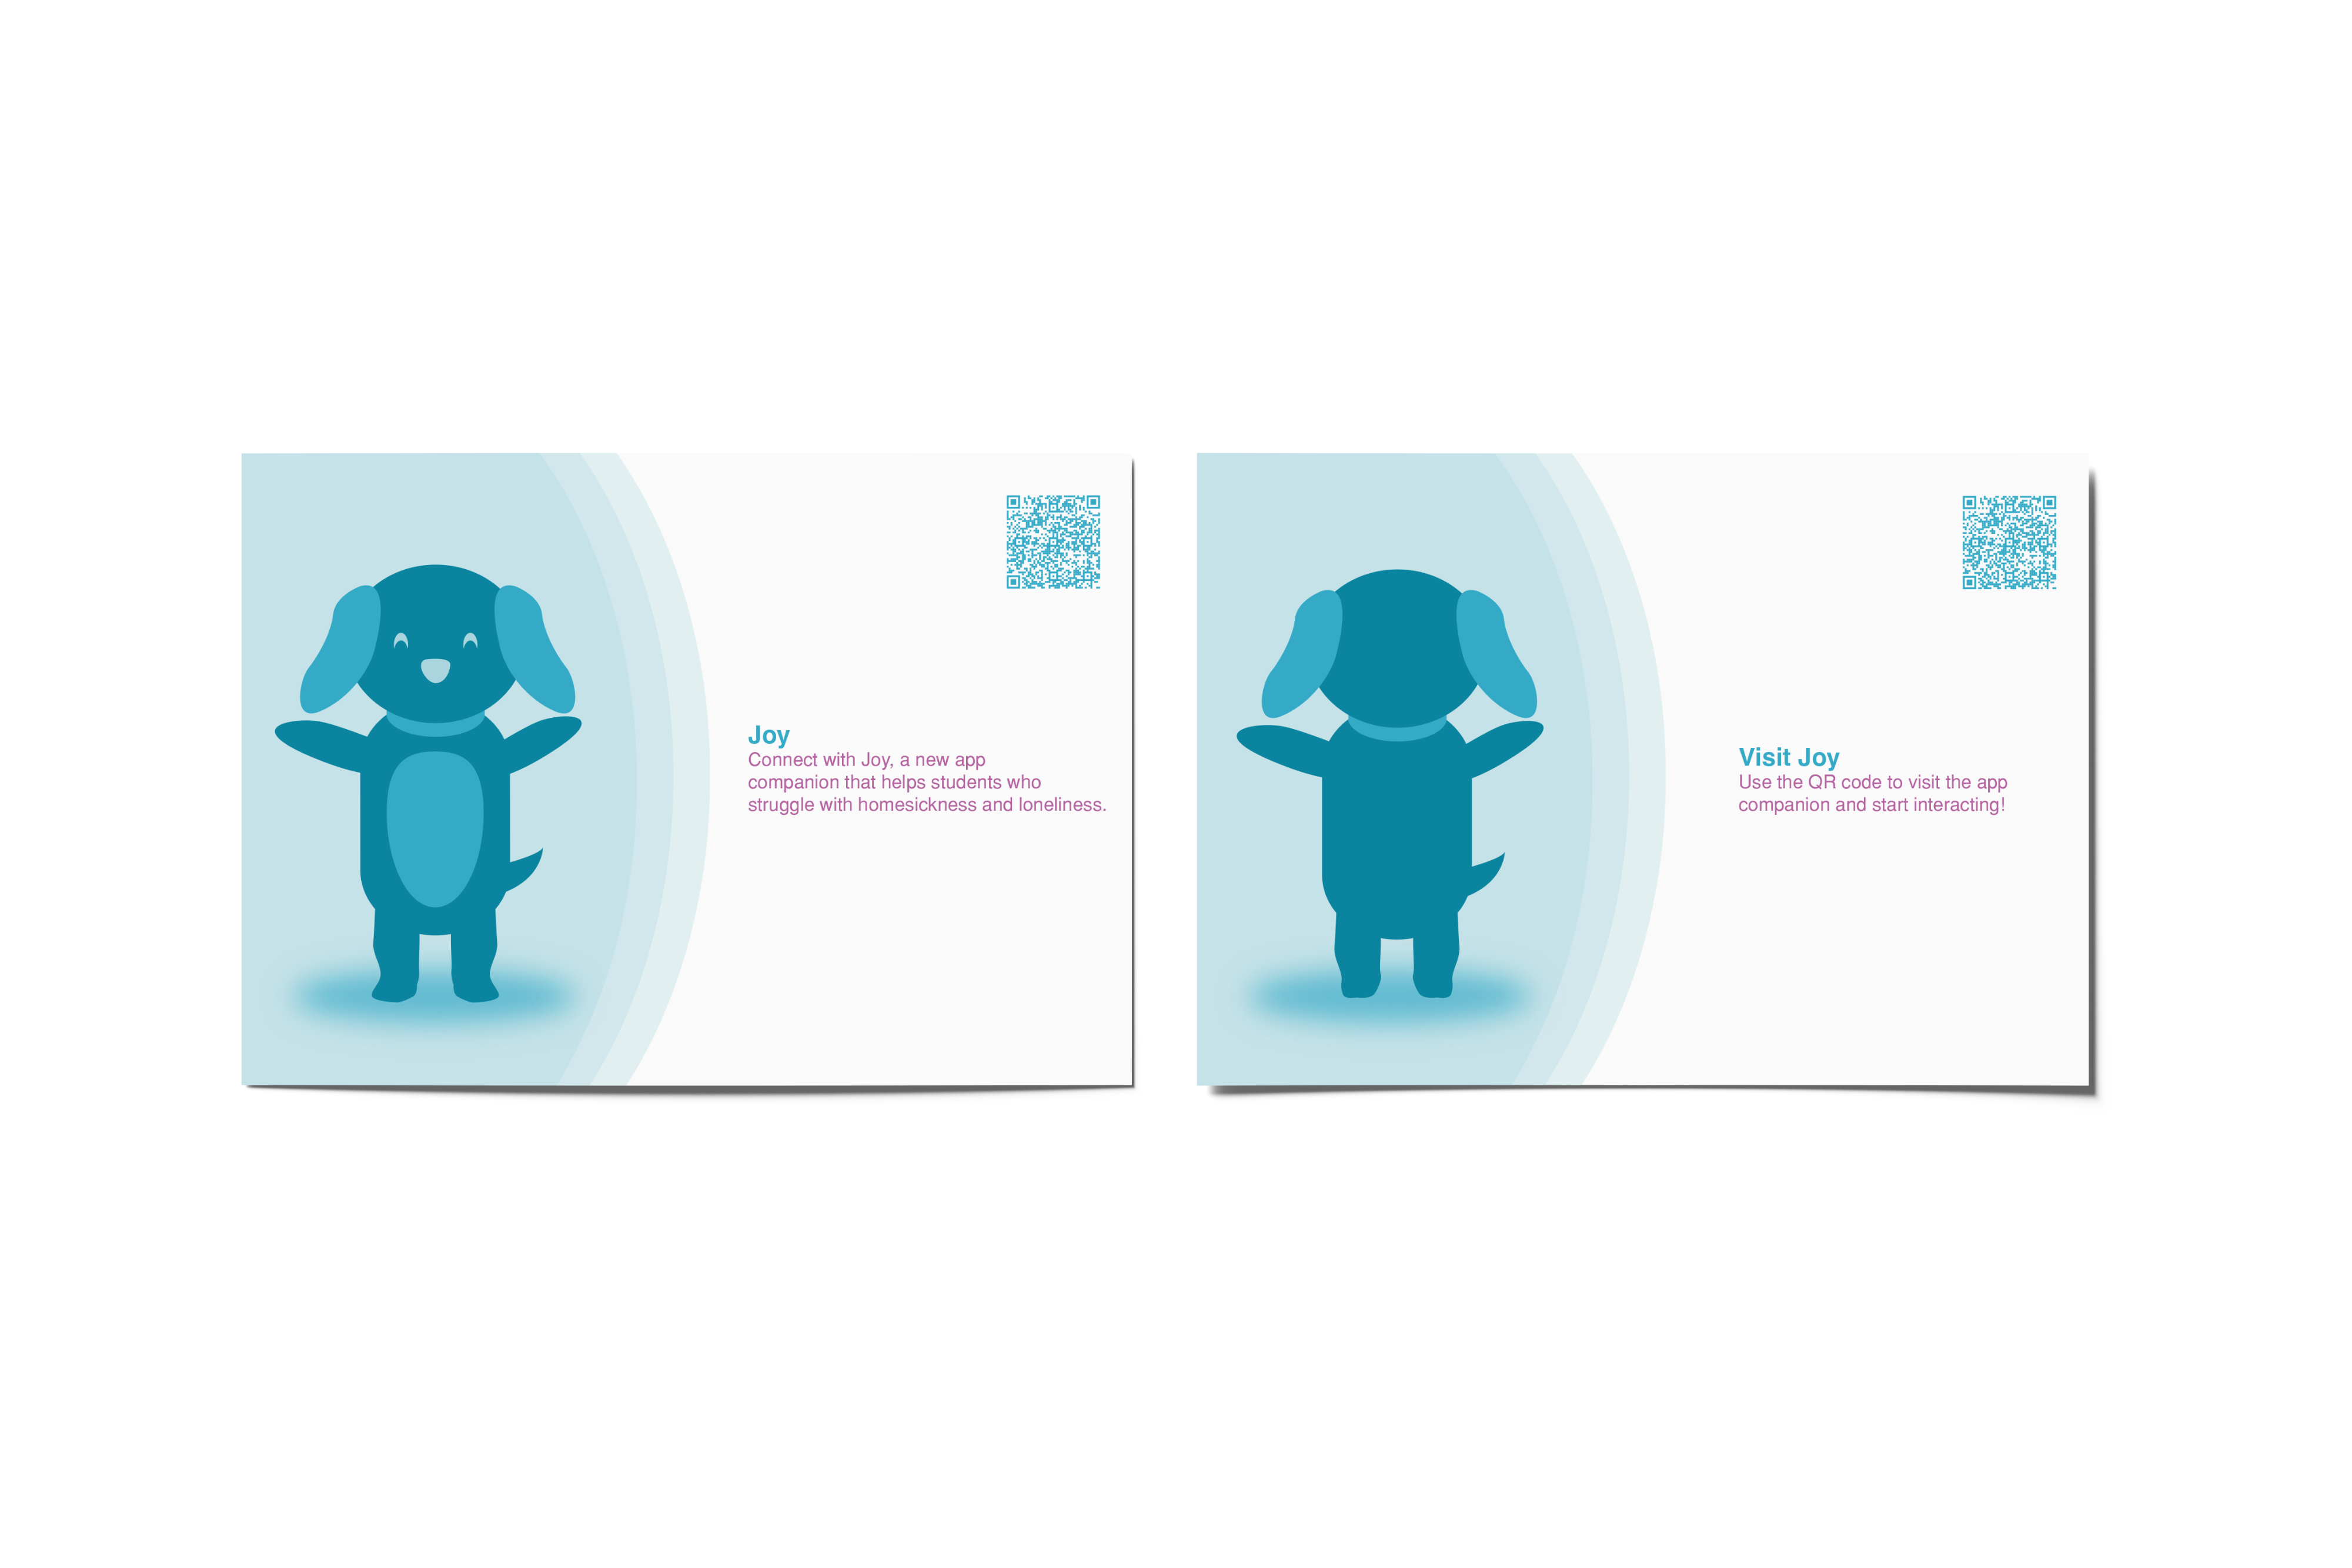 Joy
Connect with Joy, a new app
companion that helps students who
struggle with homesickness and loneliness.
Visit Joy
Use the QR code to visit the app
companion and start interacting!